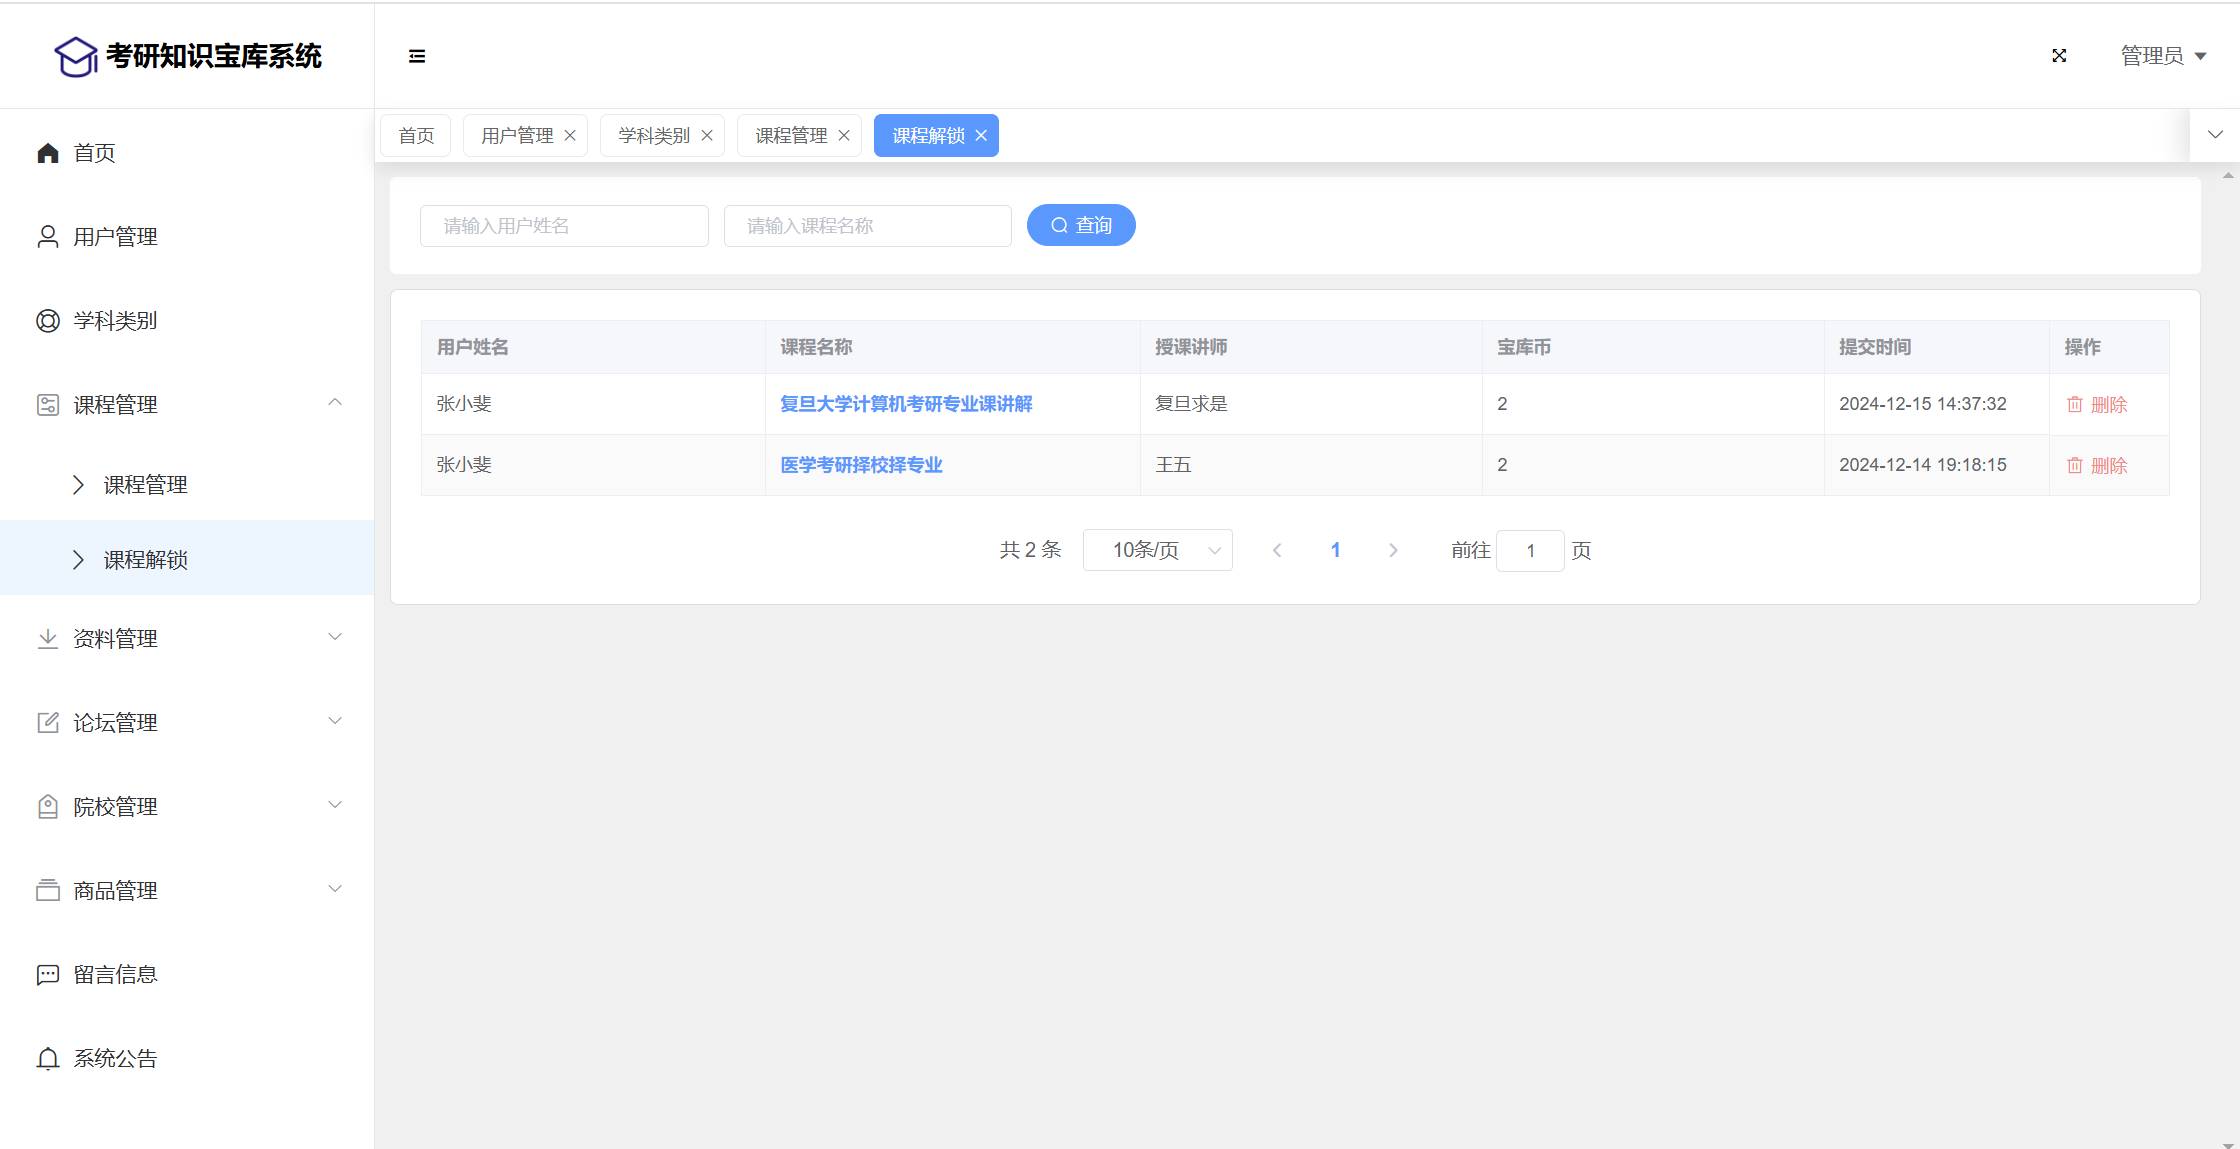 考研知识宝库系统
管理员
首页
用户管理
学科类别
课程管理
课程管理
课程解锁
资料管理
论坛管理
院校管理
商品管理
留言信息
系统公告
首页 用户管理 学科类别 课程管理 课程解锁
请输入用户姓名 请输入课程名称 查询
用户姓名 课程名称 授课讲师 宝库币 提交时间 操作
张小斐 复旦大学计算机考研专业课讲解 复旦求是 2 2024-12-15 14:37:32 删除
张小斐 医学考研择校择专业 王五 2 2024-12-14 19:18:15 删除
共 2 条 10条/页 1 前往 1 页